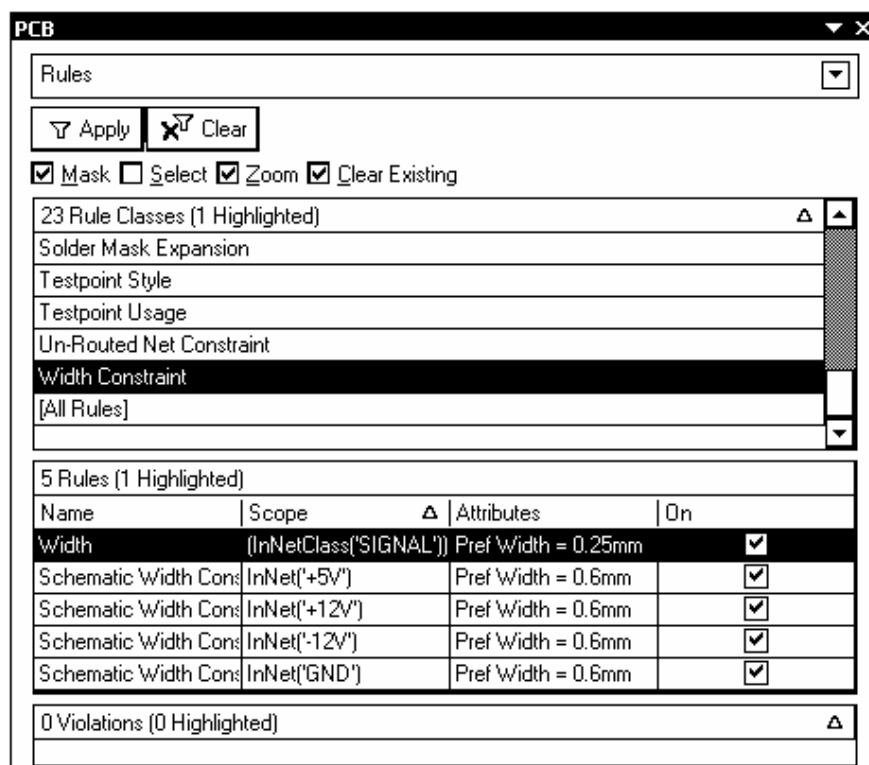 PCB
Rules
Apply Clear
Mask Select Zoom Clear Existing
23 Rule Classes (1 Highlighted)
Solder Mask Expansion
Testpoint Style
Testpoint Usage
Un-Routed Net Constraint
Width Constraint
[All Rules]
5 Rules (1 Highlighted)
Name Scope Attributes On
Width (InNetClass('SIGNAL')) Pref Width = 0.25mm
Schematic Width Cons InNet('+5V') Pref Width = 0.6mm
Schematic Width Cons InNet('+12V') Pref Width = 0.6mm
Schematic Width Cons InNet('-12V') Pref Width = 0.6mm
Schematic Width Cons InNet('GND') Pref Width = 0.6mm
0 Violations (0 Highlighted)